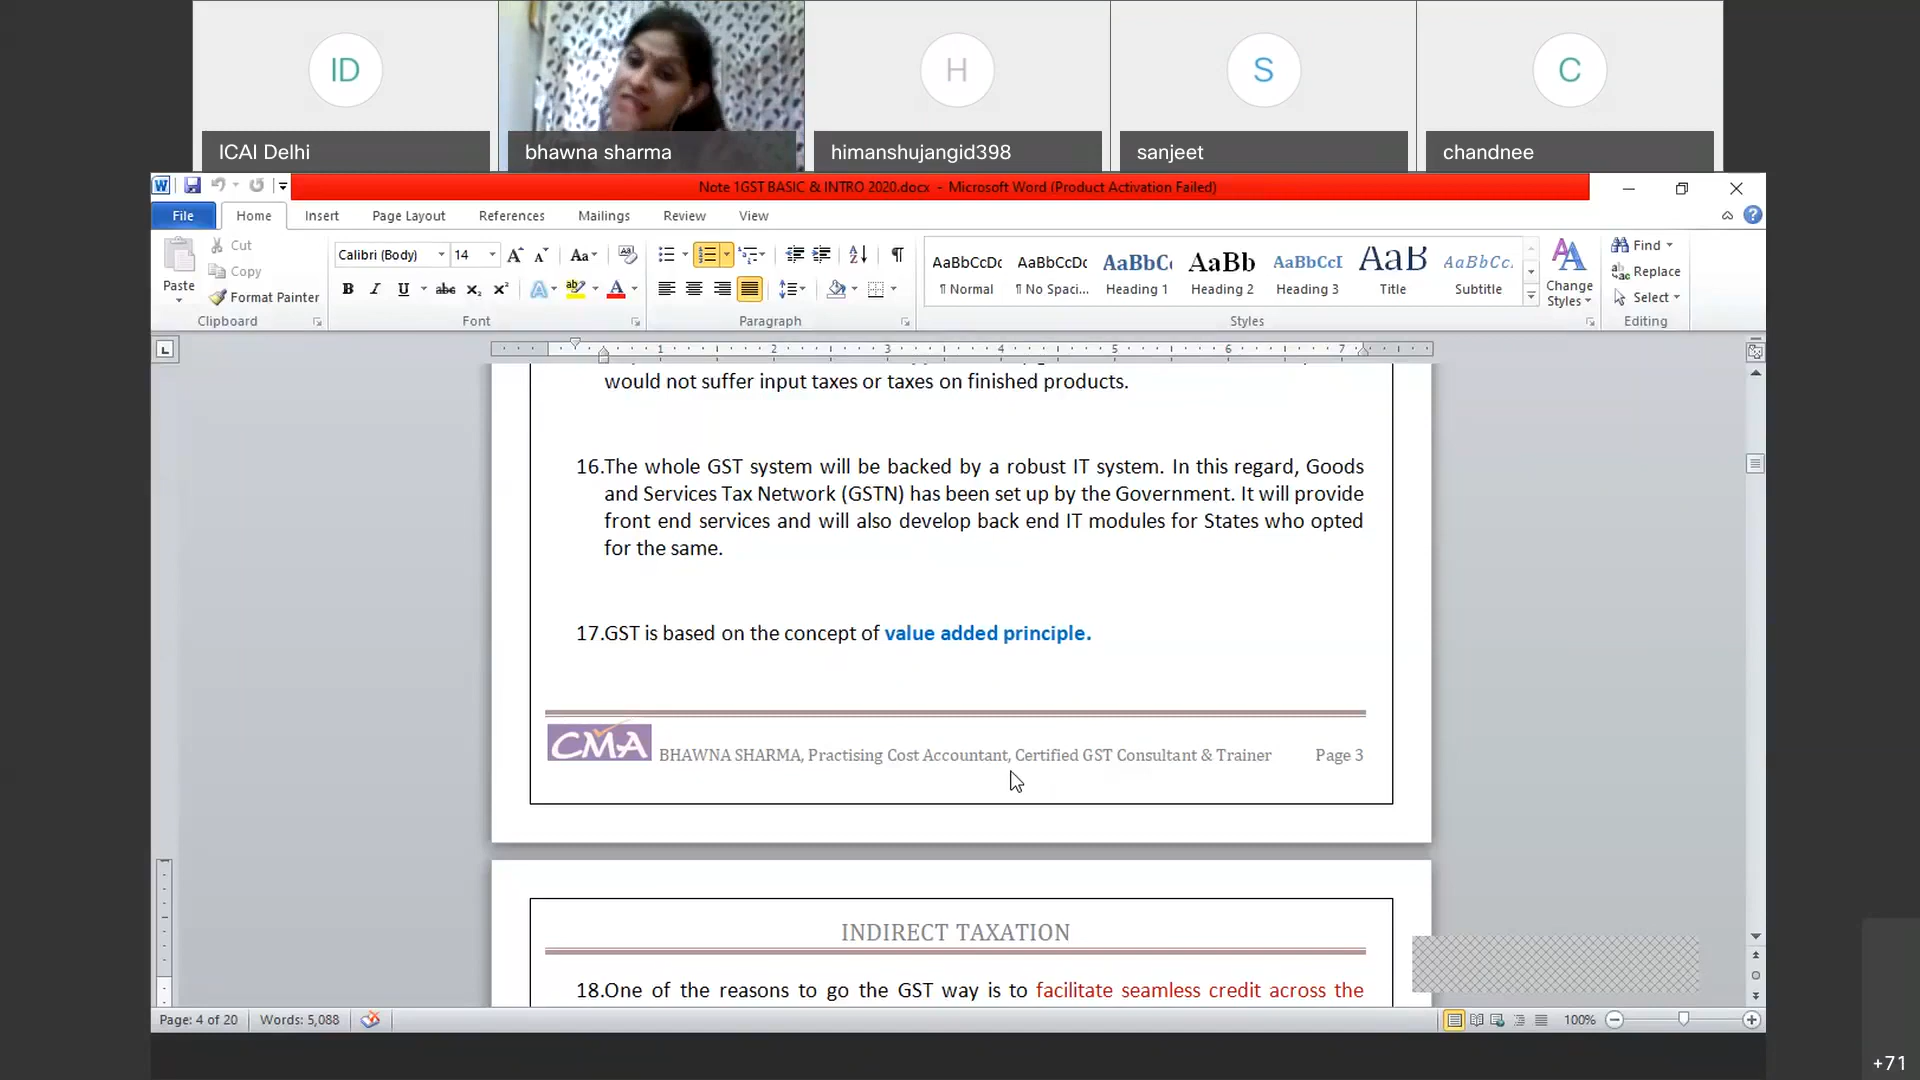 ID
H
S
C
ICAI Delhi
bhawna sharma
himanshujangid398
sanjeet
chandnee
Note 1GST BASIC & INTRO 2020.docx - Microsoft Word (Product Activation Failed)
File Home Insert Page Layout References Mailings Review View
Cut
Copy
Format Painter
Paste
Clipboard
Calibri (Body) 14
Font
Paragraph
AaBbCcDc AaBbCcDc AaBbC AaBb AaBbCcI AaB AaBbCc.
¶ Normal ¶ No Spaci... Heading 1 Heading 2 Heading 3 Title Subtitle
Change
Styles
Styles
Find
Replace
Select
Editing
1 2 3 4 5 6 7
would not suffer input taxes or taxes on finished products.
16.The whole GST system will be backed by a robust IT system. In this regard, Goods
and Services Tax Network (GSTN) has been set up by the Government. It will provide
front end services and will also develop back end IT modules for States who opted
for the same.
17.GST is based on the concept of value added principle.
CMA
BHAWNA SHARMA, Practising Cost Accountant, Certified GST Consultant & Trainer Page 3
INDIRECT TAXATION
18.One of the reasons to go the GST way is to facilitate seamless credit across the
Page: 4 of 20 Words: 5,088 100%
+71